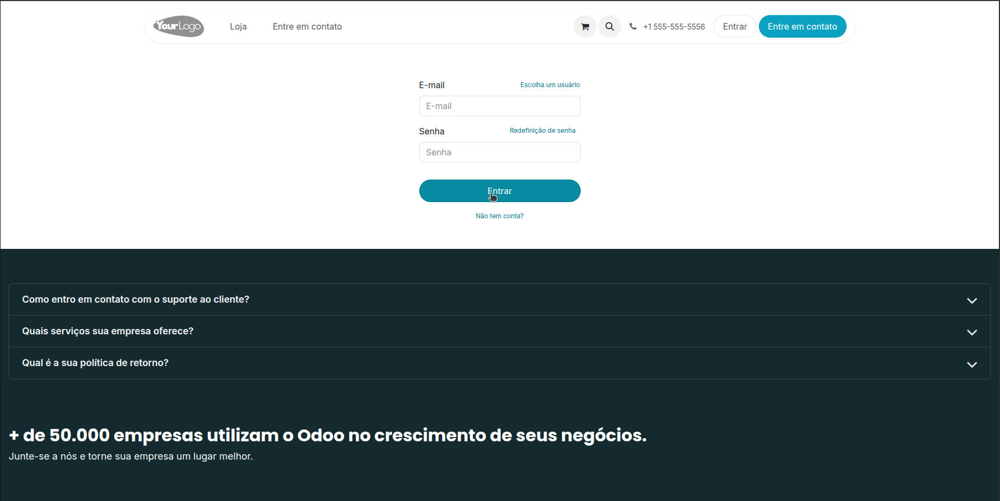 YourLogo
Loja
Entre em contato
+1 555-555-5556
Entrar
Entre em contato
E-mail
Escolha um usuário
E-mail
Senha
Redefinição de senha
Senha
Entrar
Não tem conta?
Como entro em contato com o suporte ao cliente?
Quais serviços sua empresa oferece?
Qual é a sua política de retorno?
+ de 50.000 empresas utilizam o Odoo no crescimento de seus negócios.
Junte-se a nós e torne sua empresa um lugar melhor.